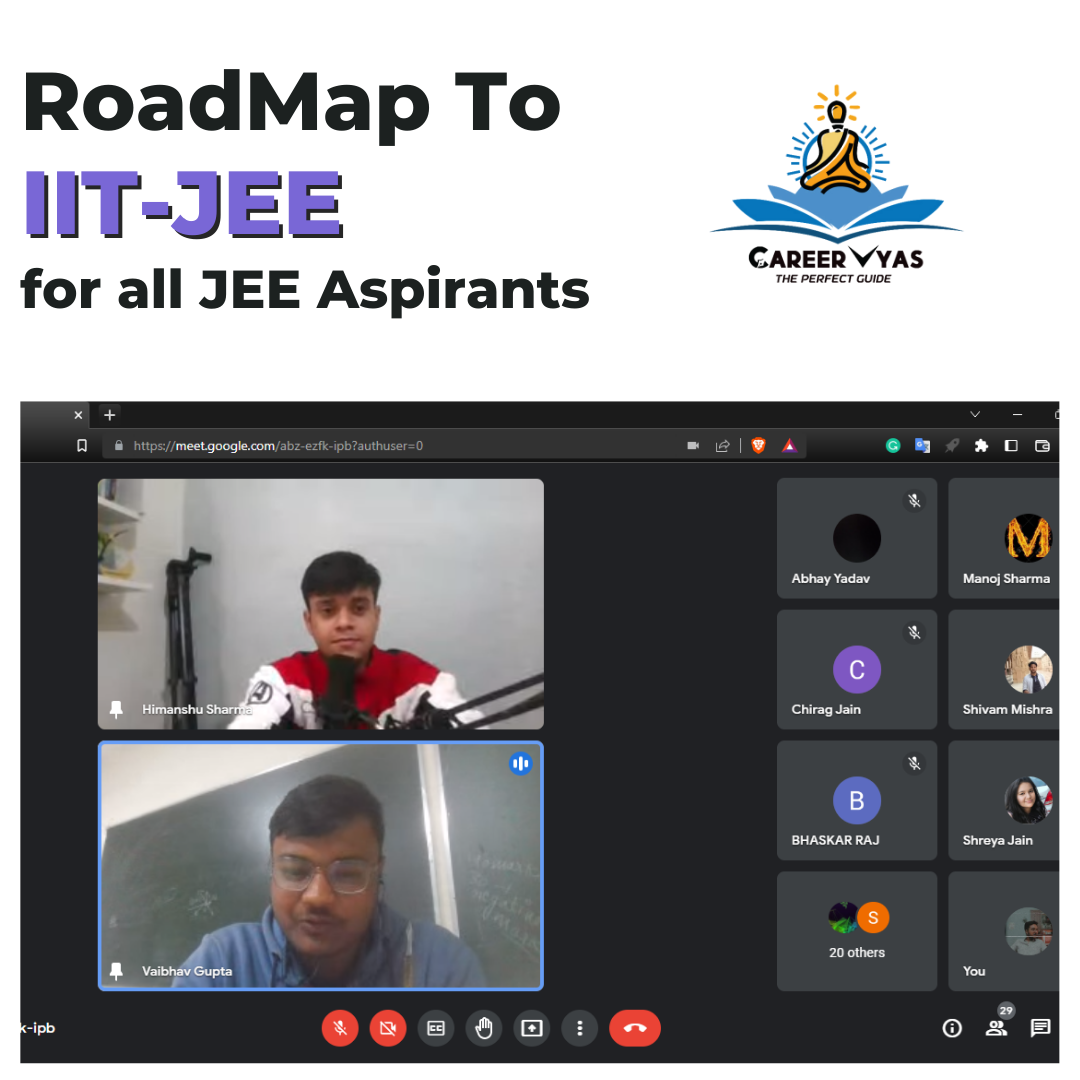 RoadMap To
IIT-JEE
for all JEE Aspirants
CAREER VYAS
THE PERFECT GUIDE
https://meet.google.com/abz-ezfk-ipb?authuser=0
Himanshu Sharma
Abhay Yadav
Manoj Sharma
M
C
Chirag Jain
Shivam Mishra
B
BHASKAR RAJ
Shreya Jain
Vaibhav Gupta
S
20 others
You
k-ipb
CC
29